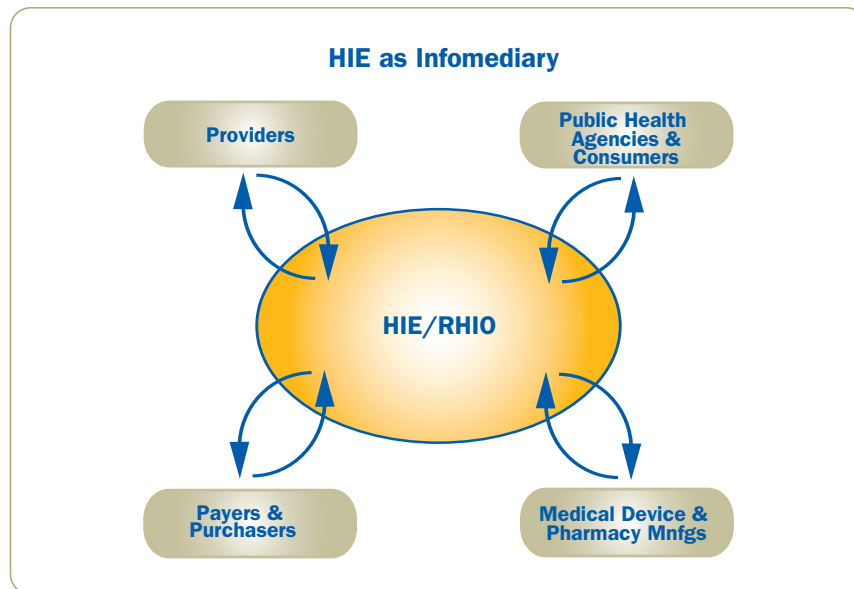 HIE as Infomediary
Providers
Public Health
Agencies &
Consumers
HIE/RHIO
Payers &
Purchasers
Medical Device &
Pharmacy Mnfgs